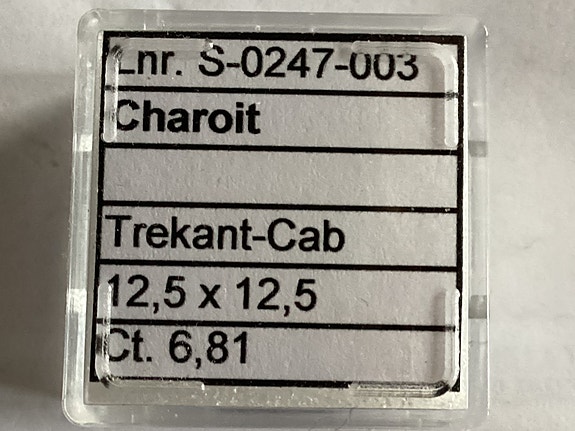 Lnr. S-0247-003
Charoit
Trekant-Cab
12,5 x 12,5
Ct. 6,81